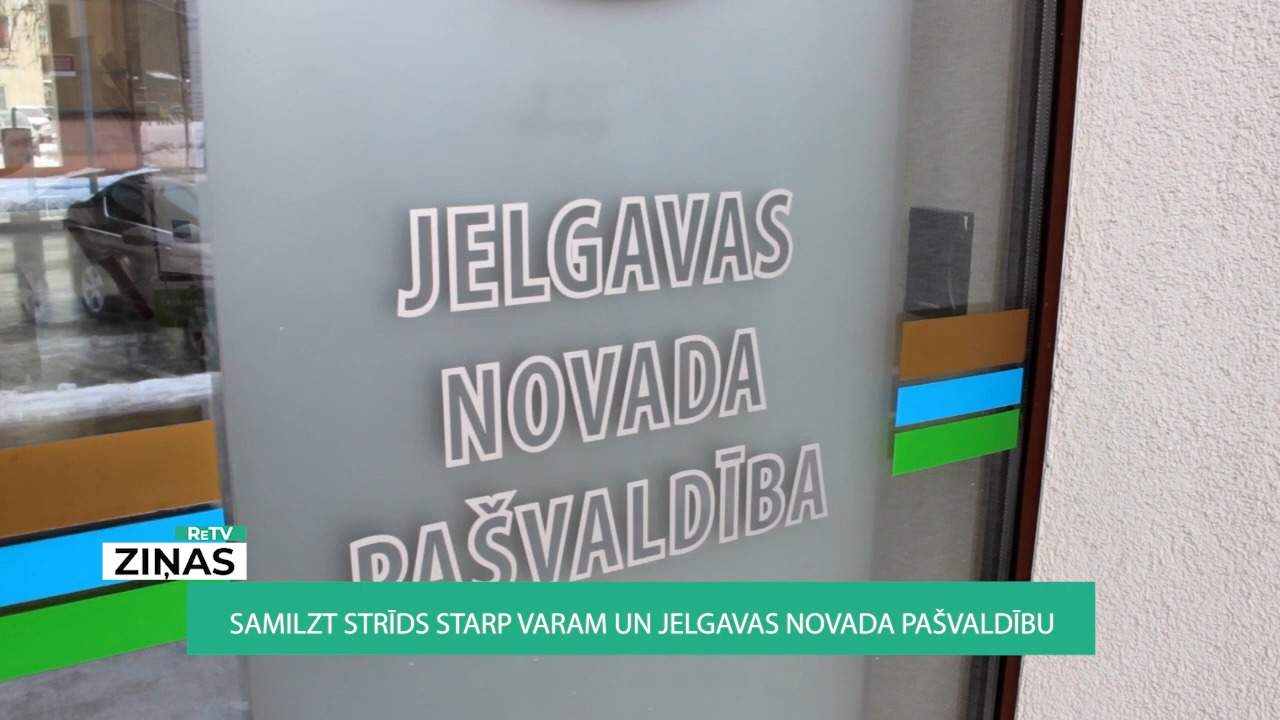 JELGAVAS
NOVADA
PAŠVALDĪBA
ReTV
ZIŅAS
SAMILZT STRĪDS STARP VARAM UN JELGAVAS NOVADA PAŠVALDĪBU